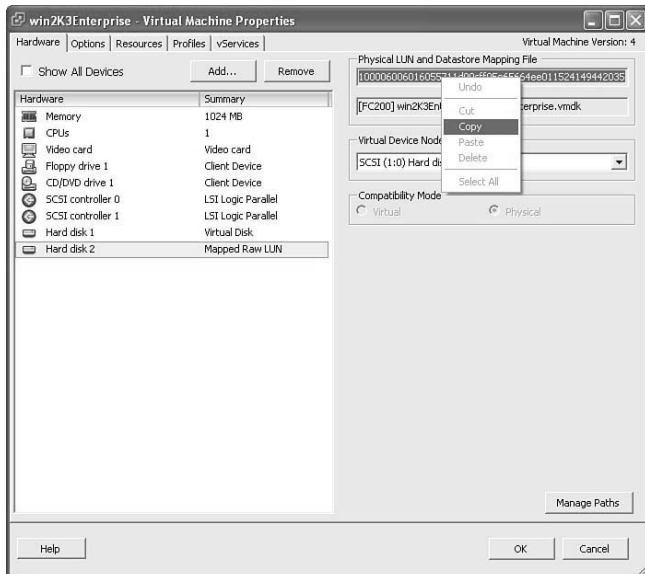 win2K3Enterprise - Virtual Machine Properties
Hardware Options Resources Profiles vServices Virtual Machine Version: 4
Show All Devices Add... Remove
Hardware Summary
Memory 1024 MB
CPUs 1
Video card Video card
Floppy drive 1 Client Device
CD/DVD drive 1 Client Device
SCSI controller 0 LSI Logic Parallel
SCSI controller 1 LSI Logic Parallel
Hard disk 1 Virtual Disk
Hard disk 2 Mapped Raw LUN
Physical LUN and Datastore Mapping File
[FC200] erprise.vmdk
Undo
Cut
Copy
Paste
Delete
Select All
Virtual Device Node
SCSI (1:0) Hard
Compatibility Mode
Virtual Physical
Manage Paths
Help OK Cancel